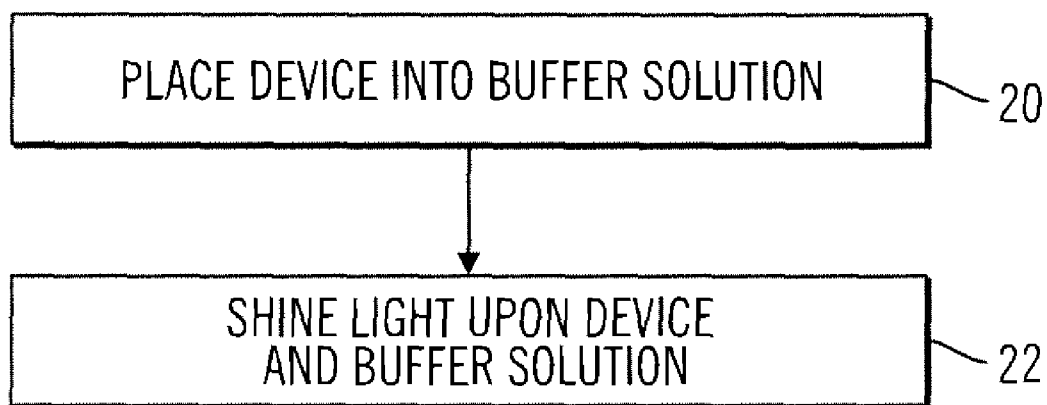 PLACE DEVICE INTO BUFFER SOLUTION
20
SHINE LIGHT UPON DEVICE
AND BUFFER SOLUTION
22